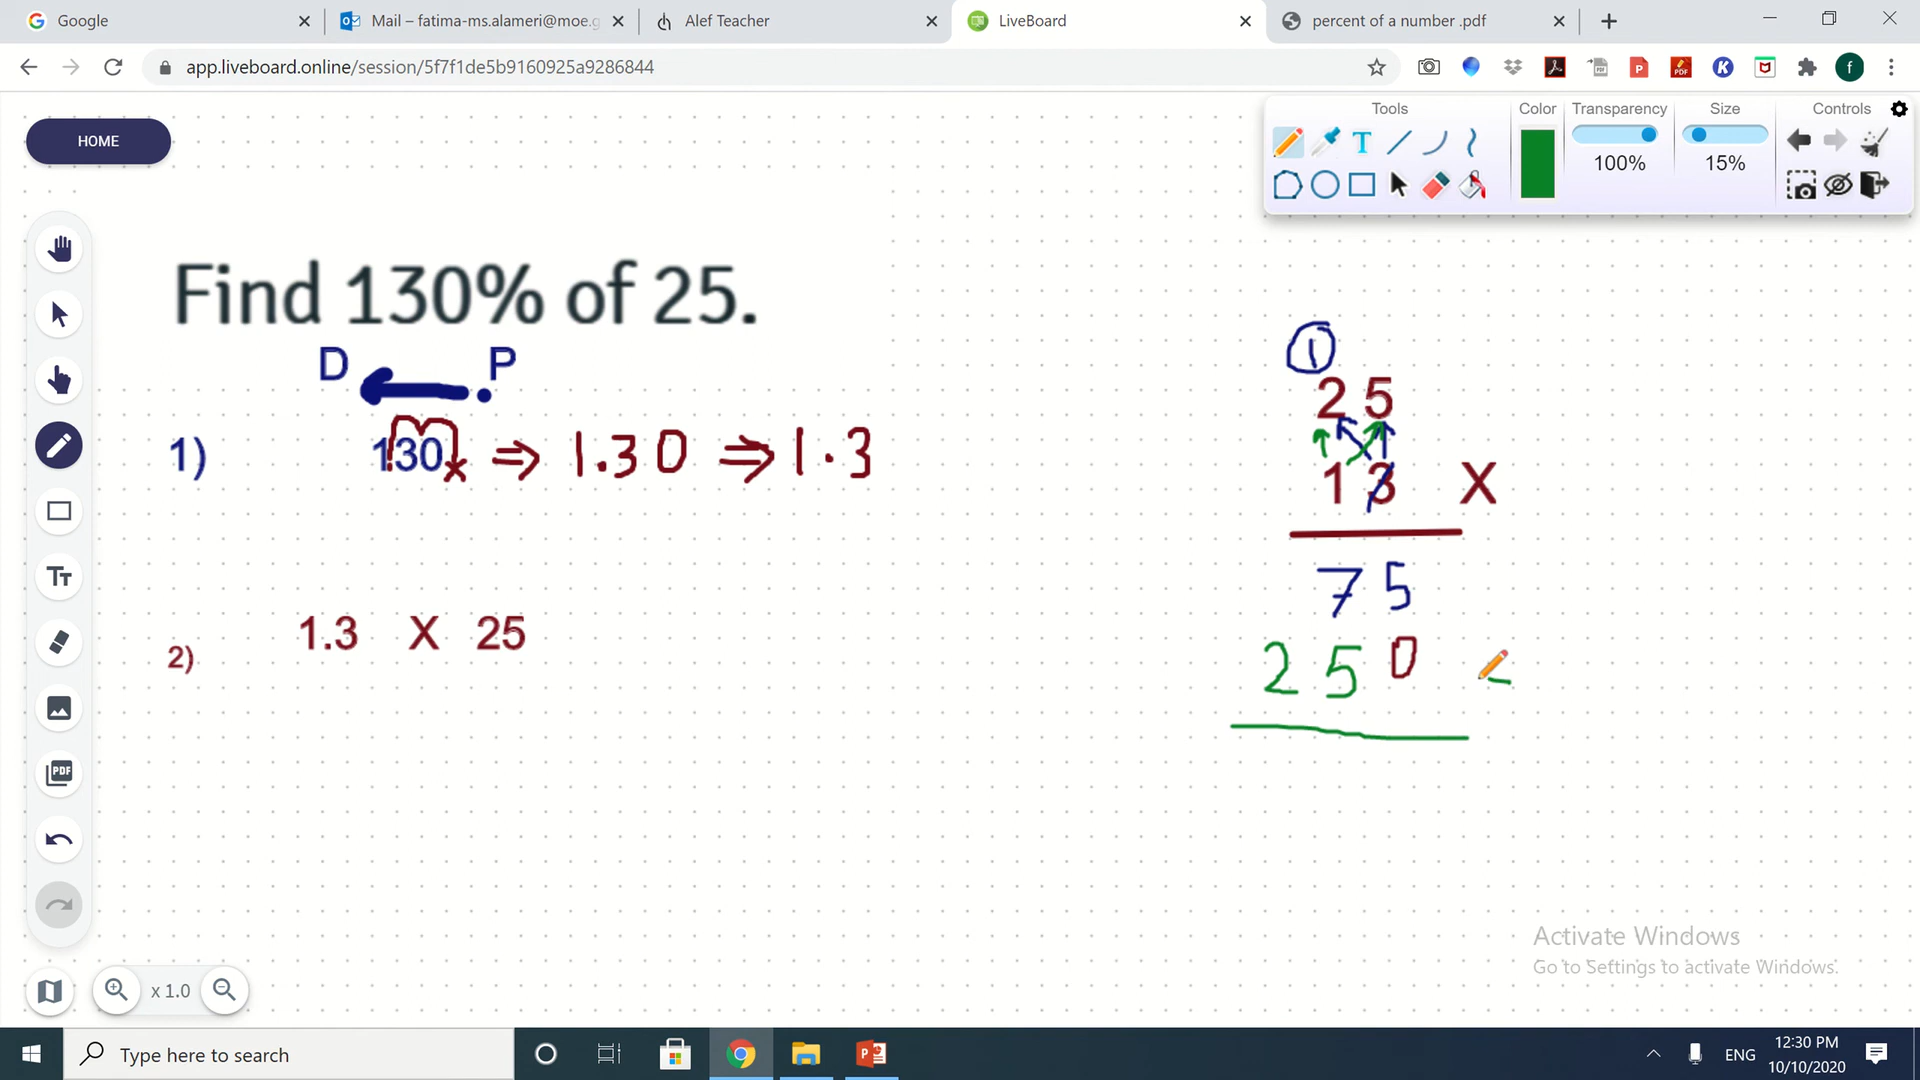 Google
Mail – fatima-ms.alameri@moe.g
Alef Teacher
LiveBoard
percent of a number .pdf
app.liveboard.online/session/5f7f1de5b9160925a9286844
f
Tools
Color
Transparency
Size
Controls
T
100%
15%
HOME
Find 130% of 25.
D
P
1)
130
⇒ 1.30 ⇒ 1.3
2)
1.3 X 25
1
25
13 X
75
250
TT
PDF
x 1.0
Activate Windows
Go to Settings to activate Windows.
Type here to search
ENG
12:30 PM
10/10/2020